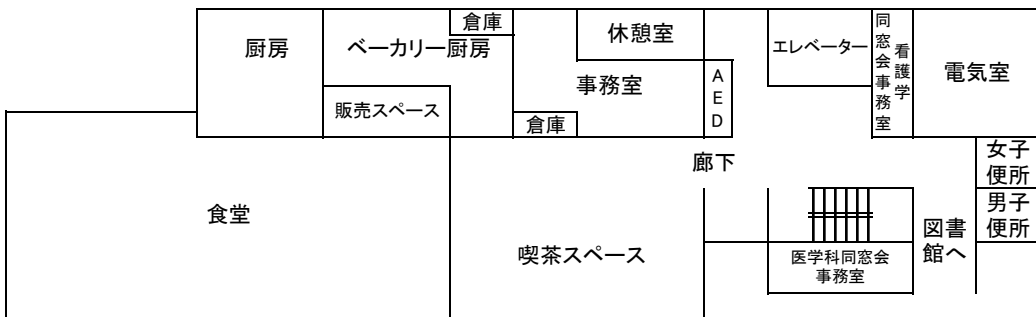 厨房
ベーカリー厨房
倉庫
販売スペース
倉庫
事務室
休憩室
AED
エレベーター
看護学
同窓会事務室
電気室
廊下
女子
便所
男子
便所
食堂
喫茶スペース
医学科同窓会
事務室
図書
館へ